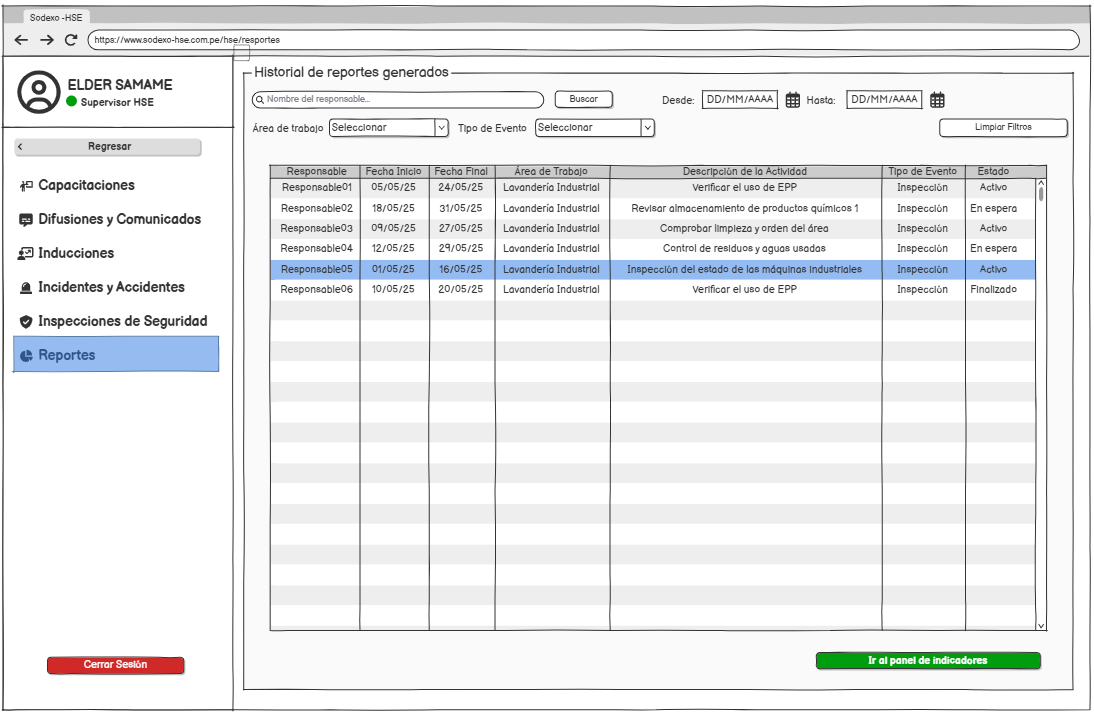 Sodexo -HSE
https://www.sodexo-hse.com.pe/hse/resportes
ELDER SAMAME
Supervisor HSE
Regresar
Capacitaciones
Difusiones y Comunicados
Inducciones
Incidentes y Accidentes
Inspecciones de Seguridad
Reportes
Cerrar Sesión
Historial de reportes generados
Nombre del responsable... Buscar Desde: DD/MM/AAAA Hasta: DD/MM/AAAA
Área de trabajo Seleccionar Tipo de Evento Seleccionar Limpiar Filtros
Responsable Fecha Inicio Fecha Final Área de Trabajo Descripción de la Actividad Tipo de Evento Estado
Responsable01 05/05/25 24/05/25 Lavandería Industrial Verificar el uso de EPP Inspección Activo
Responsable02 18/05/25 31/05/25 Lavandería Industrial Revisar almacenamiento de productos químicos 1 Inspección En espera
Responsable03 09/05/25 27/05/25 Lavandería Industrial Comprobar limpieza y orden del área Inspección Activo
Responsable04 12/05/25 29/05/25 Lavandería Industrial Control de residuos y aguas usadas Inspección En espera
Responsable05 01/05/25 16/05/25 Lavandería Industrial Inspección del estado de las máquinas industriales Inspección Activo
Responsable06 10/05/25 20/05/25 Lavandería Industrial Verificar el uso de EPP Inspección Finalizado
Ir al panel de indicadores